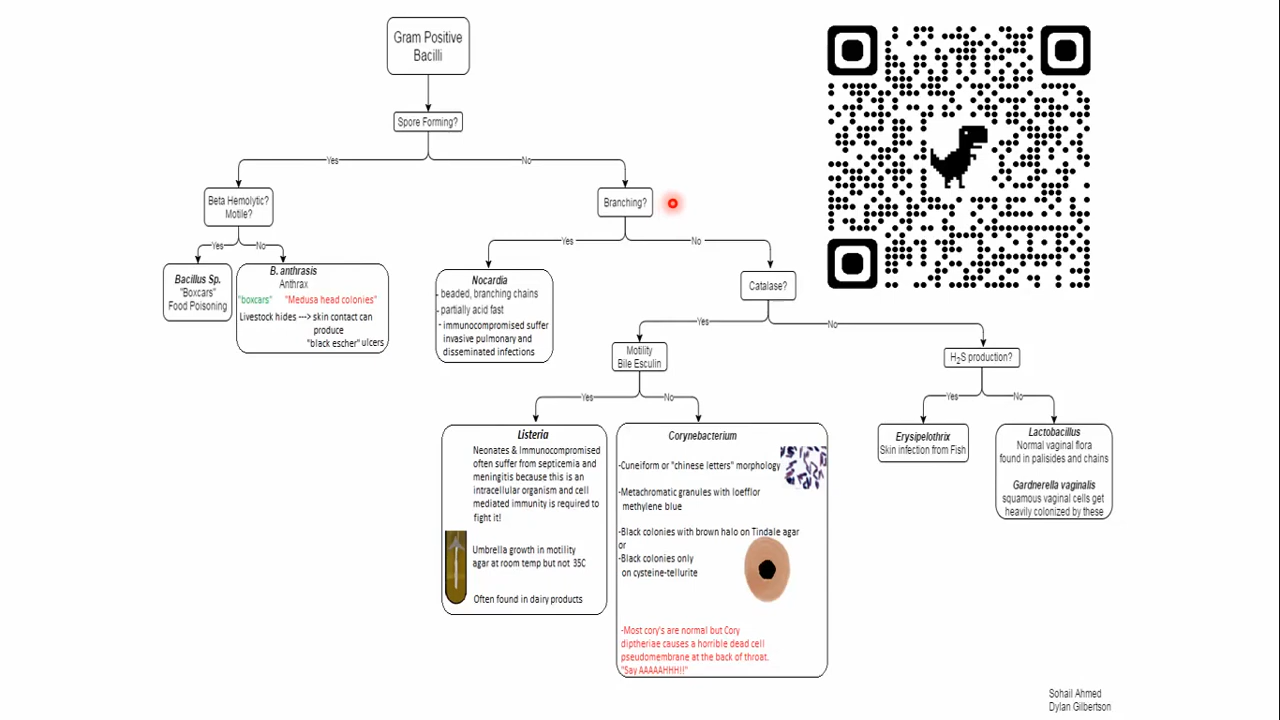 Gram Positive
Bacilli
Spore Forming?
Yes
No
Beta Hemolytic?
Motile?
Branching?
Yes
No
Yes
No
Bacillus Sp.
"Boxcars"
Food Poisoning
B. anthrasis
Anthrax
"boxcars" "Medusa head colonies"
Livestock hides ---> skin contact can
produce
"black escher" ulcers
Nocardia
- beaded, branching chains
- partially acid fast
- immunocompromised suffer
invasive pulmonary and
disseminated infections
Catalase?
Yes
No
Motility
Bile Esculin
H2S production?
Yes
No
Yes
No
Listeria
Neonates & Immunocompromised
often suffer from septicemia and
meningitis because this is an
intracellular organism and cell
mediated immunity is required to
fight it!
Umbrella growth in motility
agar at room temp but not 35C
Often found in dairy products
Corynebacterium
-Cuneiform or "chinese letters" morphology
-Metachromatic granules with loefflor
methylene blue
-Black colonies with brown halo on Tindale agar
or
-Black colonies only
on cysteine-tellurite
-Most cory's are normal but Cory
diptheriae causes a horrible dead cell
pseudomembrane at the back of throat.
"Say AAAAAHHH!!"
Erysipelothrix
Skin infection from Fish
Lactobacillus
Normal vaginal flora
found in palisides and chains
Gardnerella vaginalis
squamous vaginal cells get
heavily colonized by these
Sohail Ahmed
Dylan Gilbertson